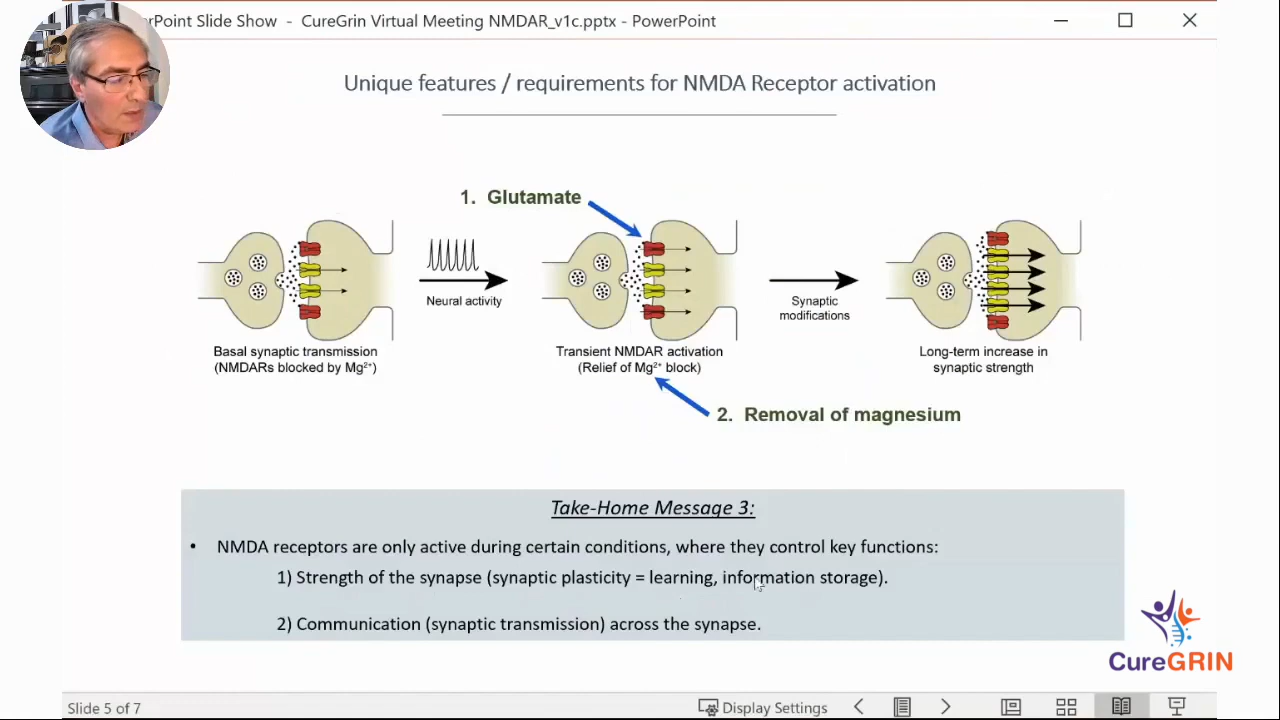 PowerPoint Slide Show - CureGrin Virtual Meeting NMDAR_v1c.pptx - PowerPoint
Unique features / requirements for NMDA Receptor activation
1. Glutamate
Neural activity
Synaptic
modifications
Basal synaptic transmission
(NMDARs blocked by Mg²⁺)
Transient NMDAR activation
(Relief of Mg²⁺ block)
Long-term increase in
synaptic strength
2. Removal of magnesium
Take-Home Message 3:
• NMDA receptors are only active during certain conditions, where they control key functions:
1) Strength of the synapse (synaptic plasticity = learning, information storage).
2) Communication (synaptic transmission) across the synapse.
CureGRIN
Slide 5 of 7
Display Settings